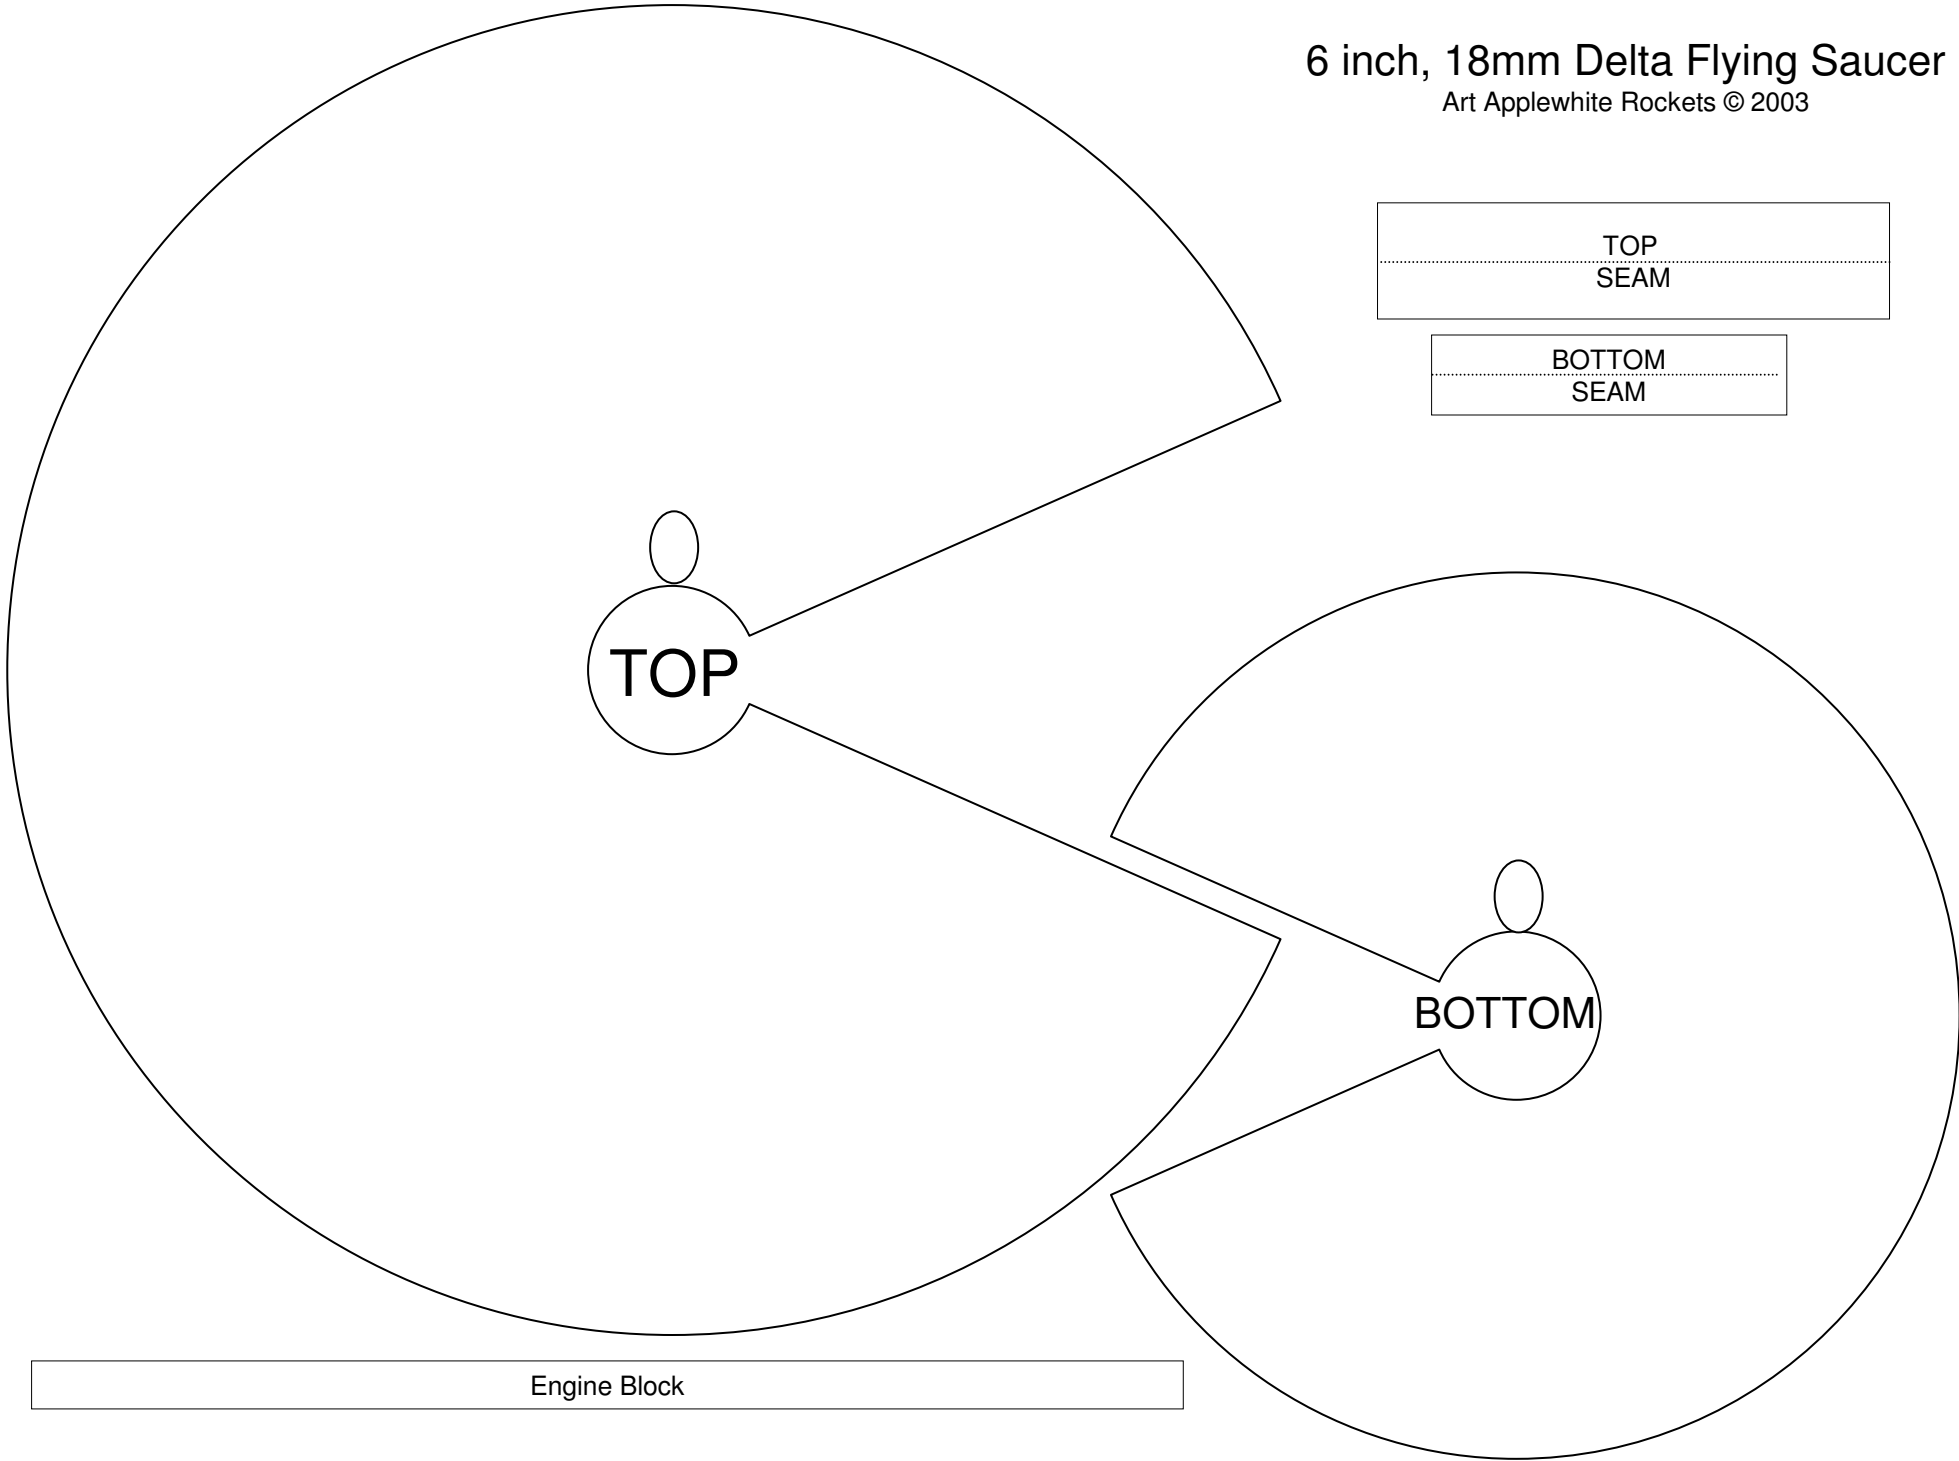 6 inch, 18mm Delta Flying Saucer
Art Applewhite Rockets © 2003
TOP
SEAM
BOTTOM
SEAM
TOP
BOTTOM
Engine Block